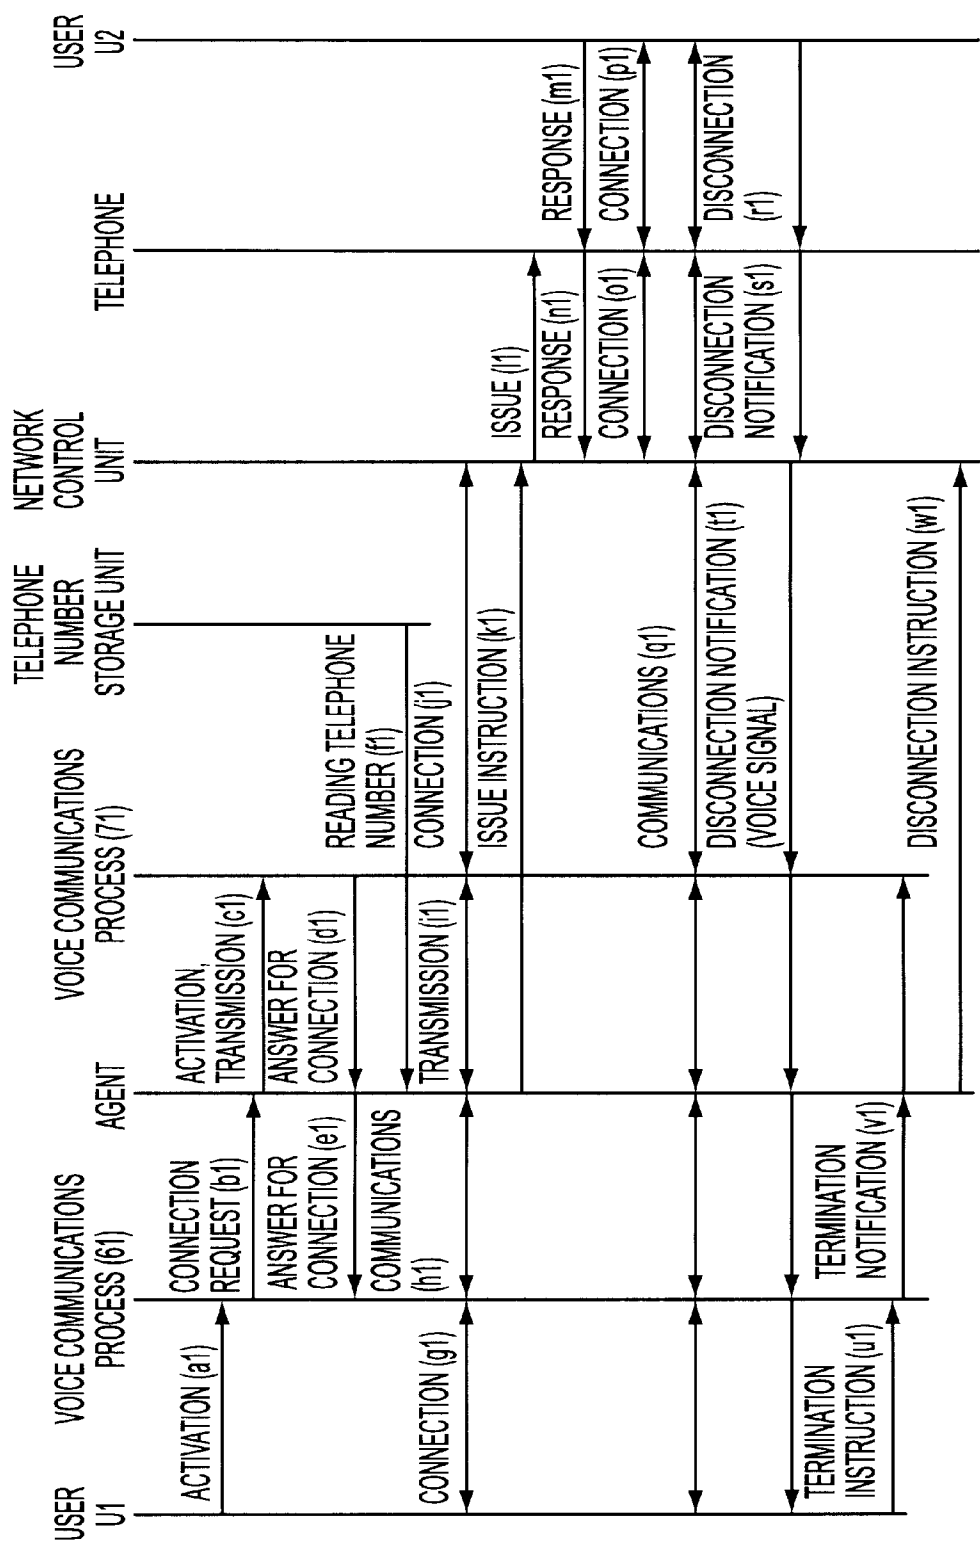 USER
U1
VOICE COMMUNICATIONS
PROCESS (61)
AGENT
VOICE COMMUNICATIONS
PROCESS (71)
TELEPHONE
NUMBER
STORAGE UNIT
NETWORK
CONTROL
UNIT
TELEPHONE
USER
U2
ACTIVATION (a1)
CONNECTION
REQUEST (b1)
ACTIVATION,
TRANSMISSION (c1)
ANSWER FOR
CONNECTION (d1)
ANSWER FOR
CONNECTION (e1)
READING TELEPHONE
NUMBER (f1)
CONNECTION (g1)
COMMUNICATIONS
(h1)
TRANSMISSION (i1)
CONNECTION (j1)
ISSUE INSTRUCTION (k1)
ISSUE (l1)
RESPONSE (m1)
RESPONSE (n1)
CONNECTION (o1)
CONNECTION (p1)
COMMUNICATIONS (q1)
DISCONNECTION
(r1)
DISCONNECTION
NOTIFICATION (s1)
DISCONNECTION NOTIFICATION (t1)
(VOICE SIGNAL)
TERMINATION
INSTRUCTION (u1)
TERMINATION
NOTIFICATION (v1)
DISCONNECTION INSTRUCTION (w1)